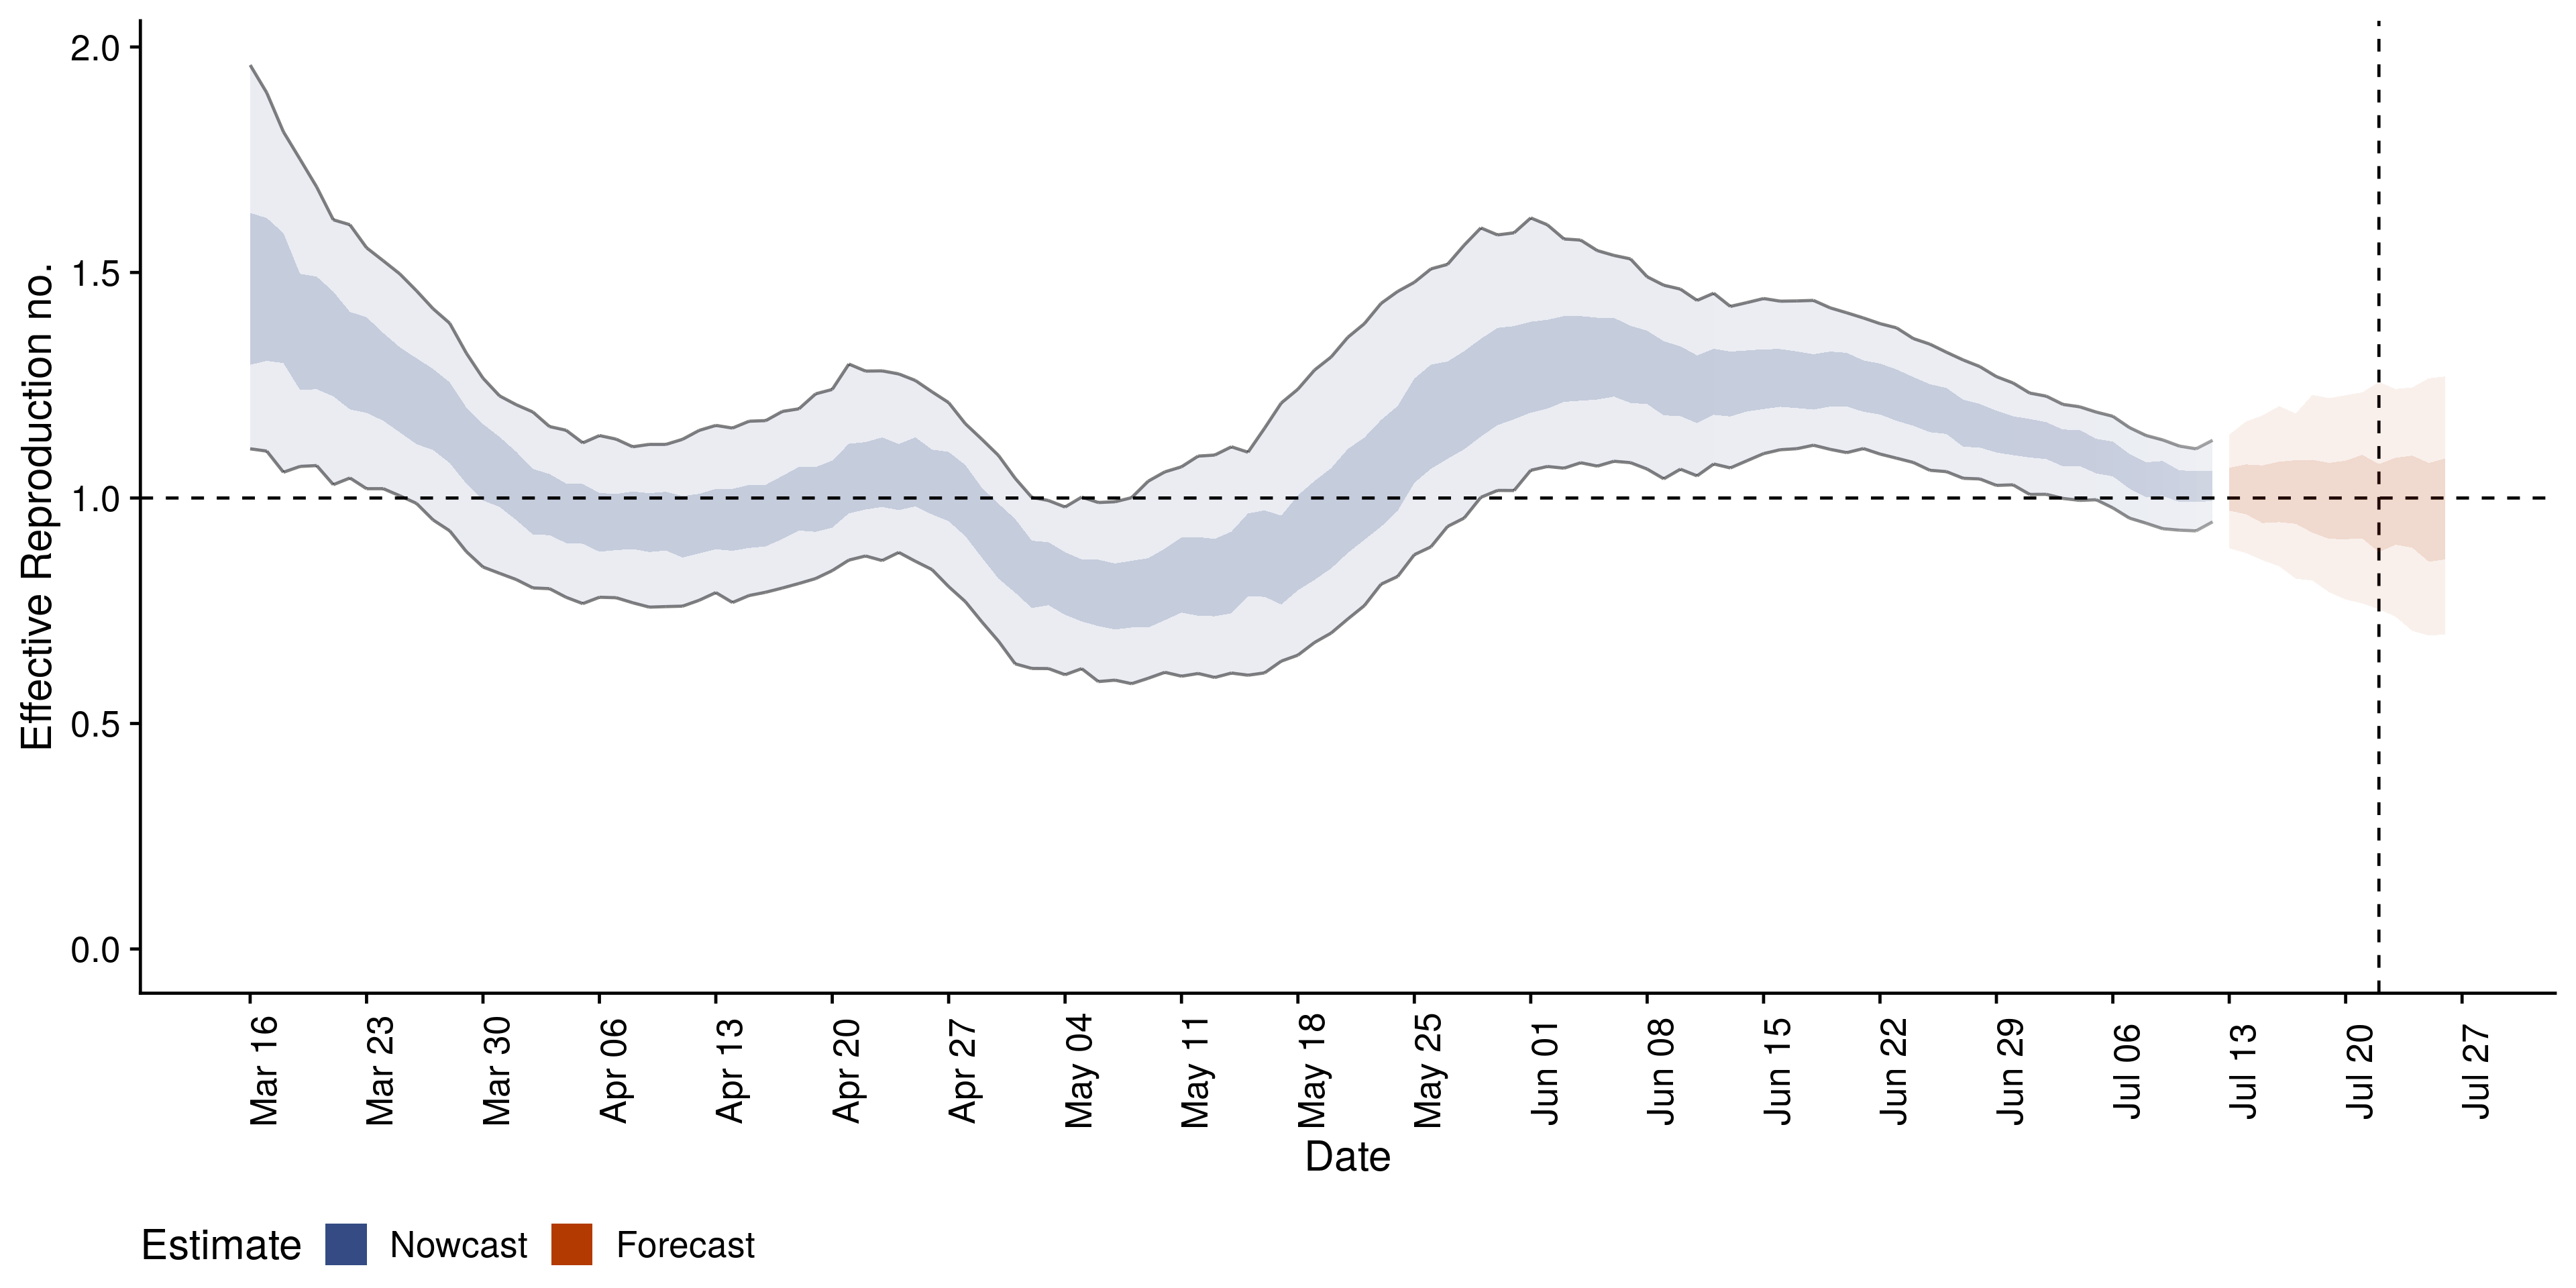 Effective Reproduction no.
2.0
1.5
1.0
0.5
0.0
Mar 16
Mar 23
Mar 30
Apr 06
Apr 13
Apr 20
Apr 27
May 04
May 11
May 18
May 25
Jun 01
Jun 08
Jun 15
Jun 22
Jun 29
Jul 06
Jul 13
Jul 20
Jul 27
Date
Estimate Nowcast Forecast